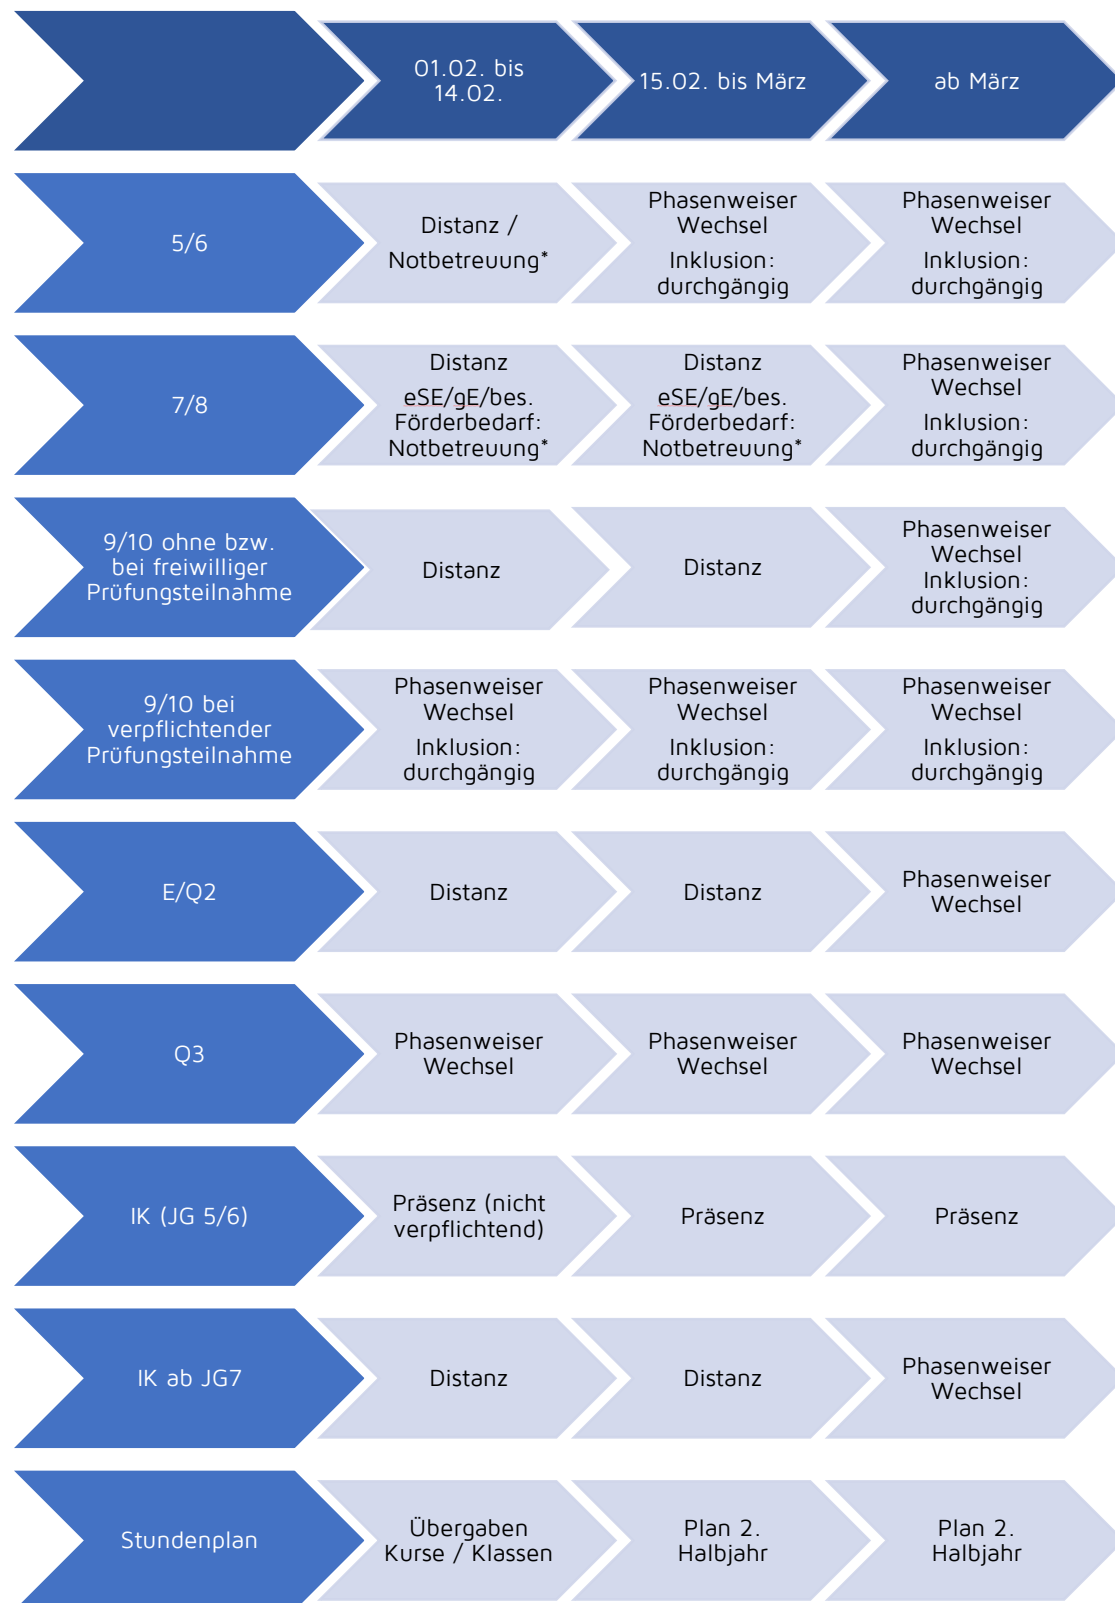 01.02. bis
14.02.
15.02. bis März
ab März
5/6
Distanz /
Notbetreuung*
Phasenweiser
Wechsel
Inklusion:
durchgängig
Phasenweiser
Wechsel
Inklusion:
durchgängig
7/8
Distanz
eSE/gE/bes.
Förderbedarf:
Notbetreuung*
Distanz
eSE/gE/bes.
Förderbedarf:
Notbetreuung*
Phasenweiser
Wechsel
Inklusion:
durchgängig
9/10 ohne bzw.
bei freiwilliger
Prüfungsteilnahme
Distanz
Distanz
Phasenweiser
Wechsel
Inklusion:
durchgängig
9/10 bei
verpflichtender
Prüfungsteilnahme
Phasenweiser
Wechsel
Inklusion:
durchgängig
Phasenweiser
Wechsel
Inklusion:
durchgängig
Phasenweiser
Wechsel
Inklusion:
durchgängig
E/Q2
Distanz
Distanz
Phasenweiser
Wechsel
Q3
Phasenweiser
Wechsel
Phasenweiser
Wechsel
Phasenweiser
Wechsel
IK (JG 5/6)
Präsenz (nicht
verpflichtend)
Präsenz
Präsenz
IK ab JG7
Distanz
Distanz
Phasenweiser
Wechsel
Stundenplan
Übergaben
Kurse / Klassen
Plan 2.
Halbjahr
Plan 2.
Halbjahr